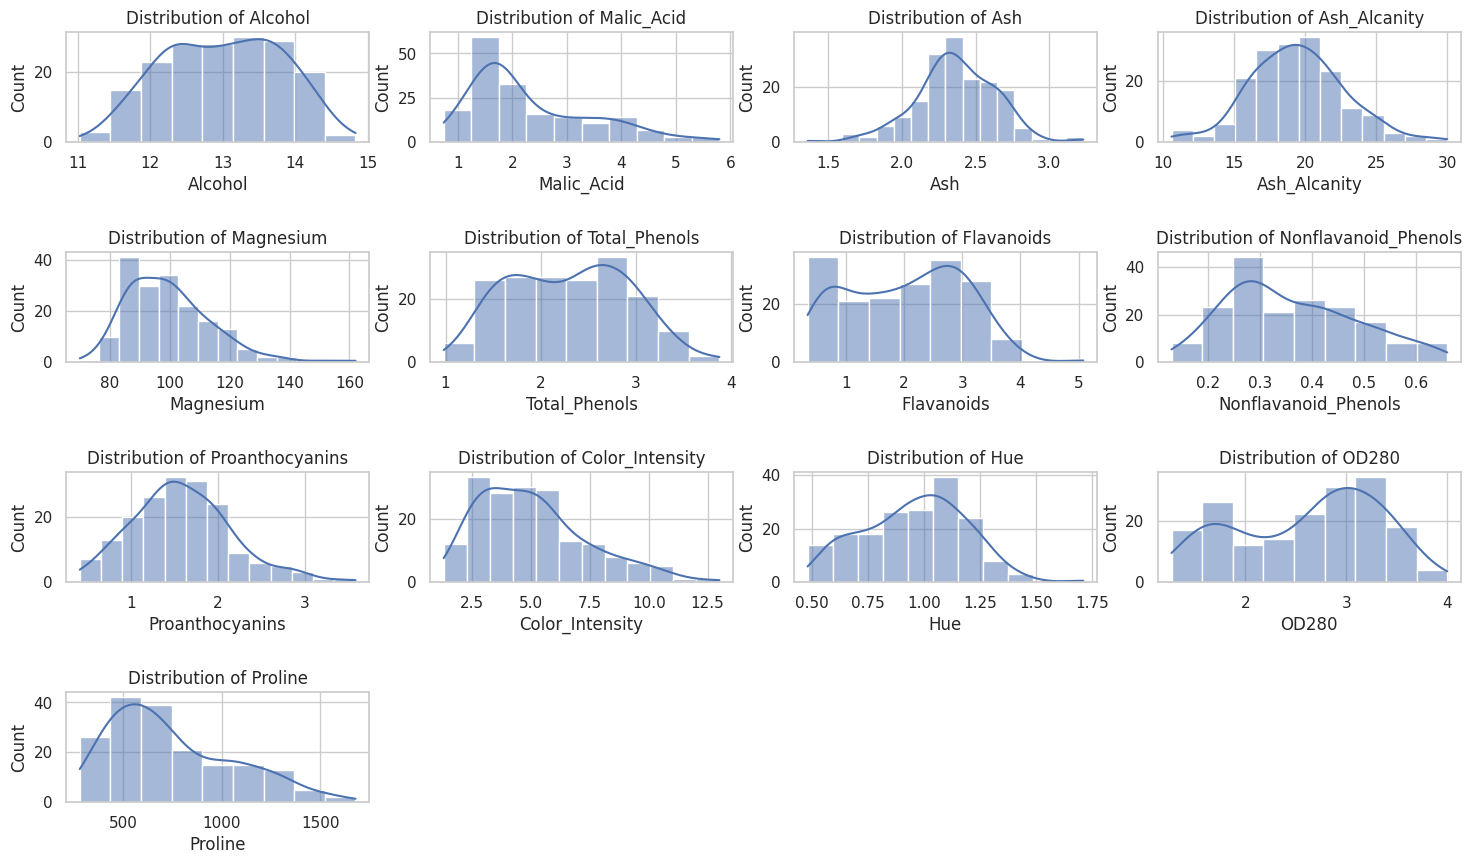 Distribution of Alcohol
Count
0
20
11
12
13
14
15
Alcohol
Distribution of Malic_Acid
Count
0
25
50
1
2
3
4
5
6
Malic_Acid
Distribution of Ash
Count
0
20
1.5
2.0
2.5
3.0
Ash
Distribution of Ash_Alcanity
Count
0
20
10
15
20
25
30
Ash_Alcanity
Distribution of Magnesium
Count
0
20
40
80
100
120
140
160
Magnesium
Distribution of Total_Phenols
Count
0
20
1
2
3
4
Total_Phenols
Distribution of Flavanoids
Count
0
20
1
2
3
4
5
Flavanoids
Distribution of Nonflavanoid_Phenols
Count
0
20
40
0.2
0.3
0.4
0.5
0.6
Nonflavanoid_Phenols
Distribution of Proanthocyanins
Count
0
20
1
2
3
Proanthocyanins
Distribution of Color_Intensity
Count
0
20
2.5
5.0
7.5
10.0
12.5
Color_Intensity
Distribution of Hue
Count
0
20
40
0.50
0.75
1.00
1.25
1.50
1.75
Hue
Distribution of OD280
Count
0
20
2
3
4
OD280
Distribution of Proline
Count
0
20
40
500
1000
1500
Proline